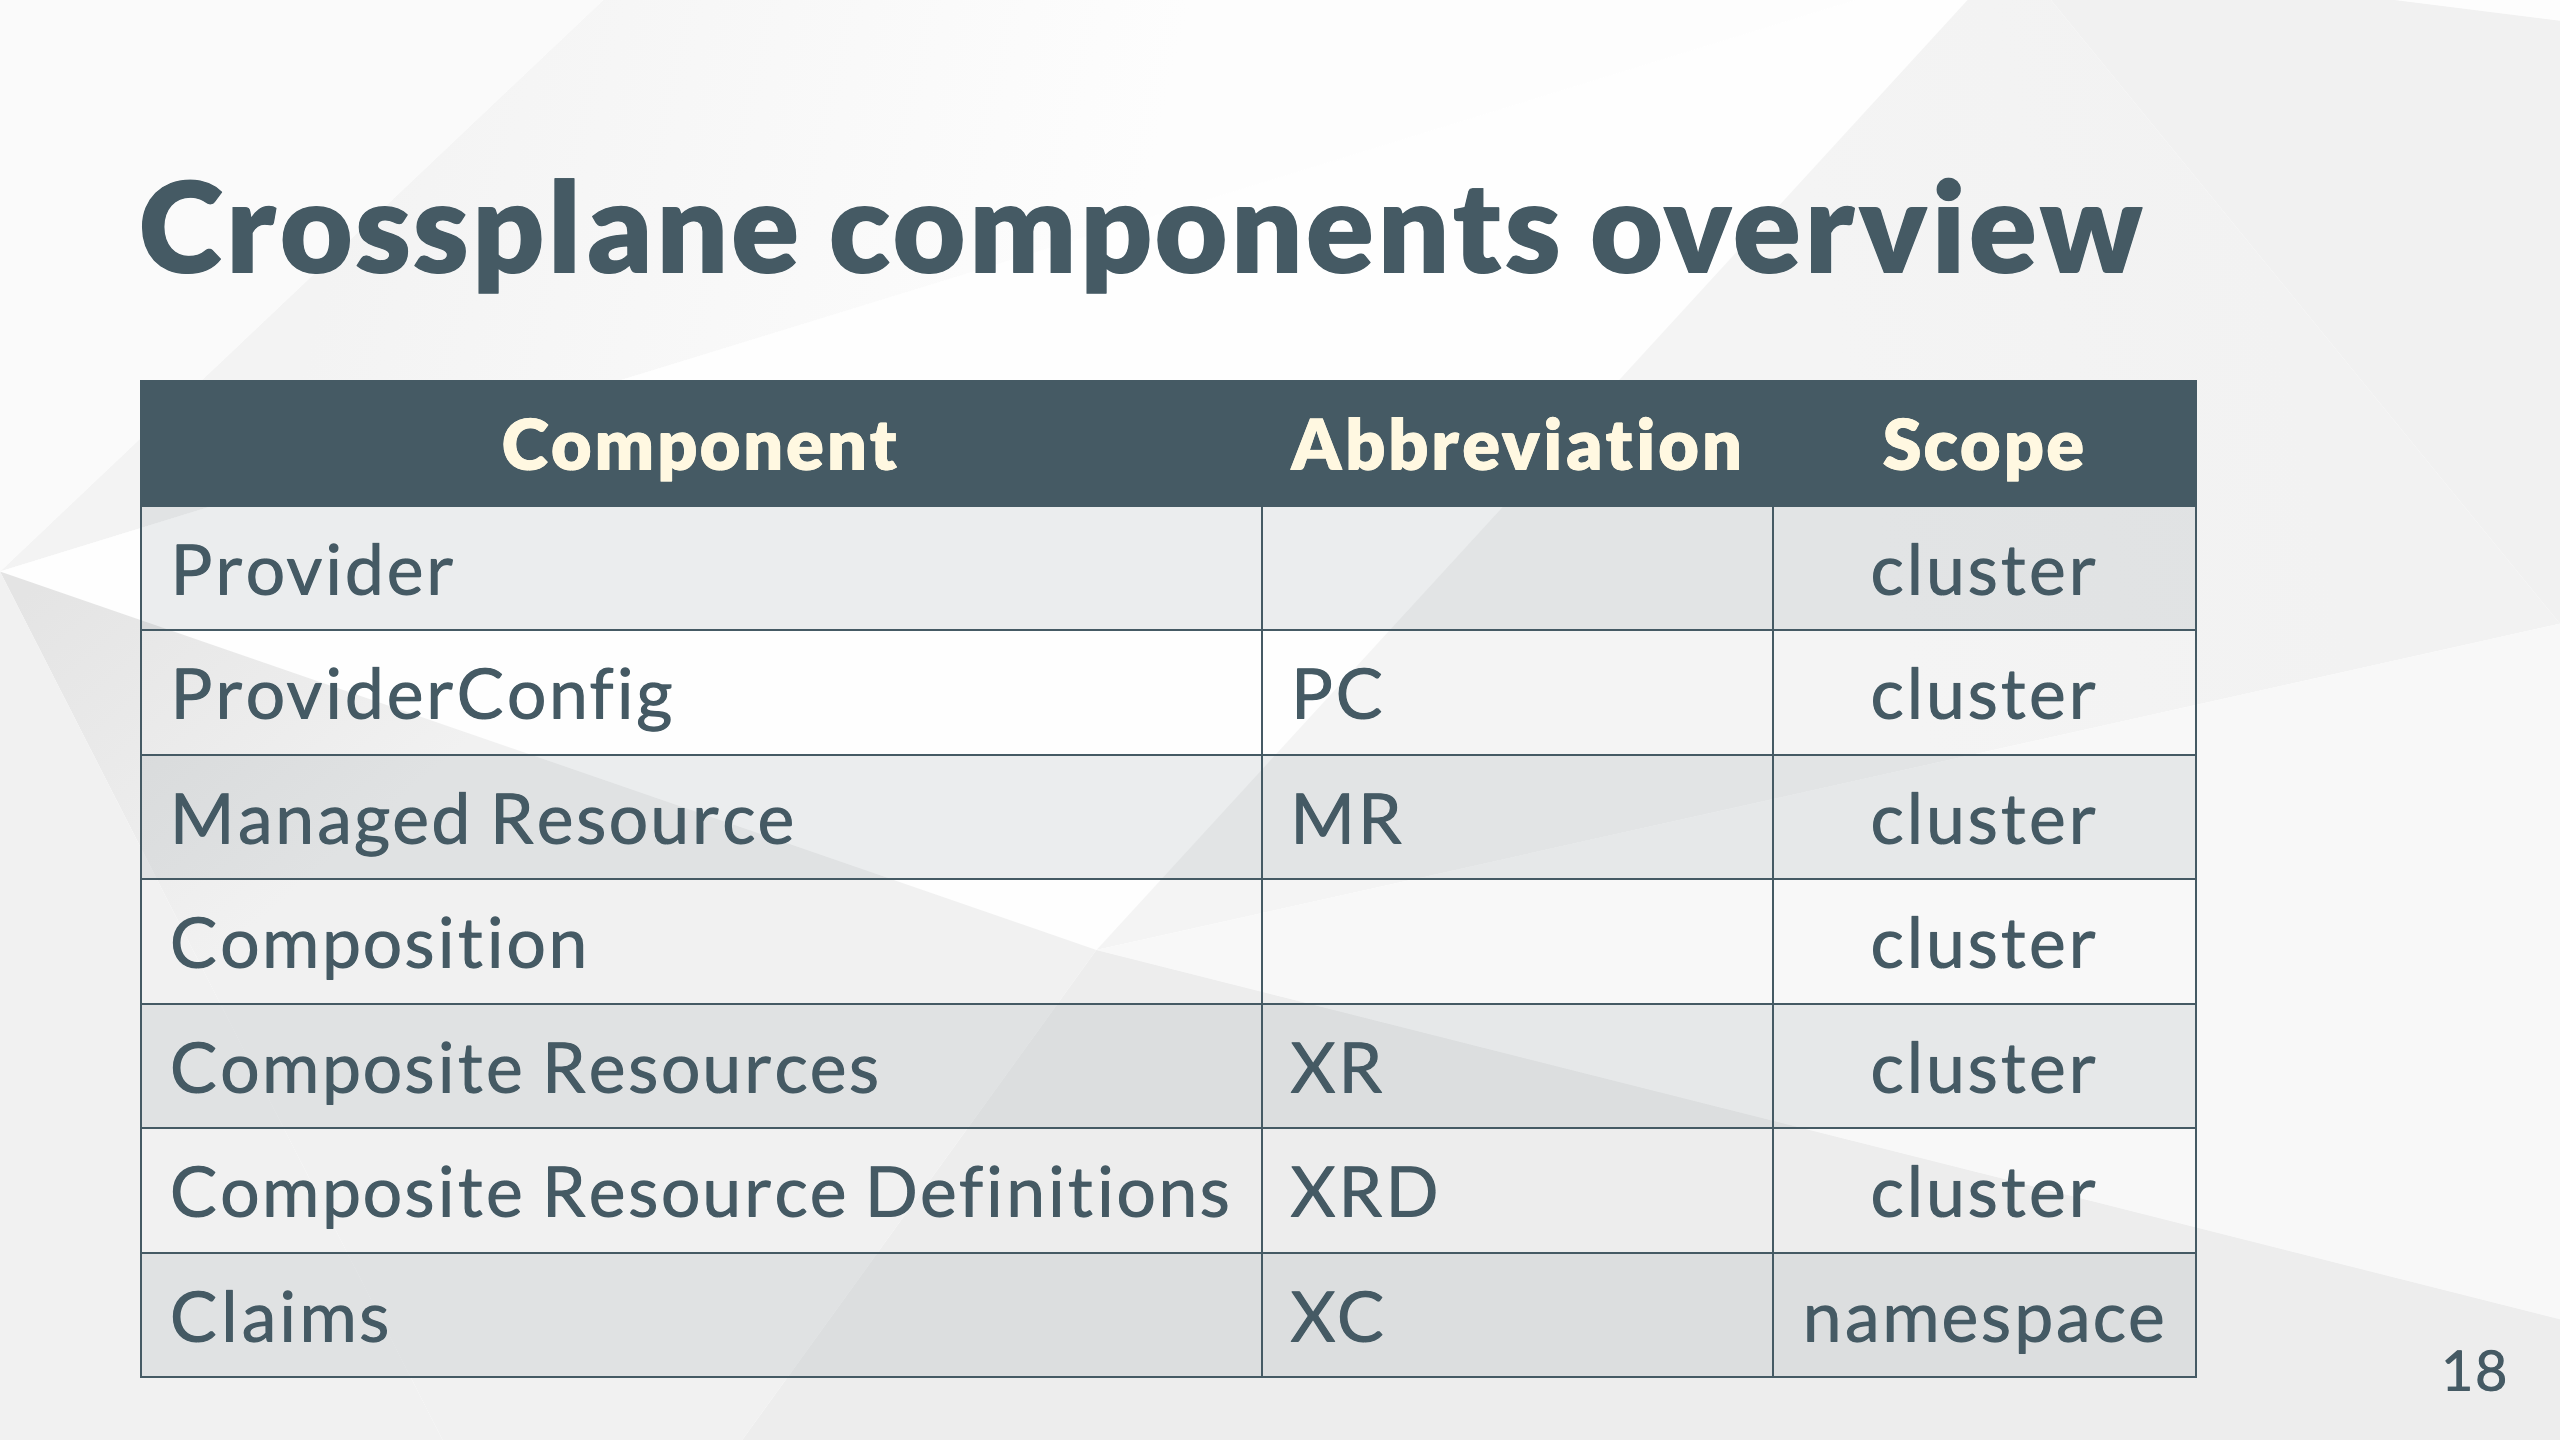 Crossplane components overview
Component Abbreviation Scope
Provider cluster
ProviderConfig PC cluster
Managed Resource MR cluster
Composition cluster
Composite Resources XR cluster
Composite Resource Definitions XRD cluster
Claims XC namespace
18